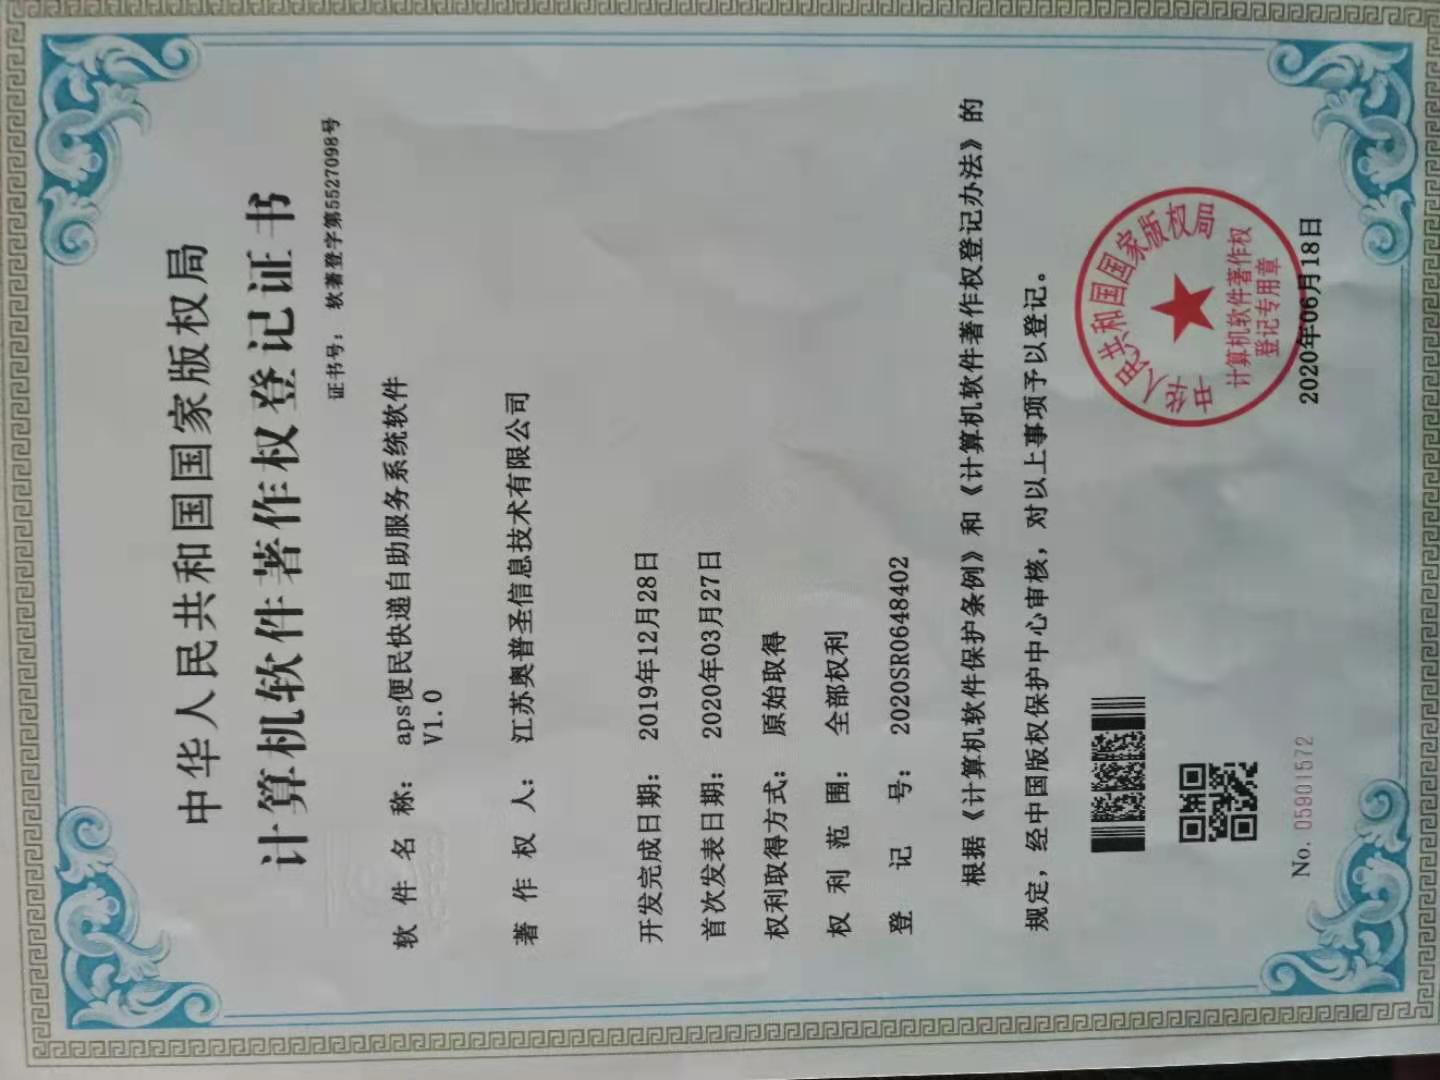 中华人民共和国国家版权局
计算机软件著作权登记证书
证书号: 软著登字第5527098号
软件名称: aps便民快递自助服务系统软件
V1.0
著作权人: 江苏奥普圣信息技术有限公司
开发完成日期: 2019年12月28日
首次发表日期: 2020年03月27日
权利取得方式: 原始取得
权利范围: 全部权利
登记号: 2020SR0648402
根据《计算机软件保护条例》和《计算机软件著作权登记办法》的
规定,经中国版权保护中心审核,对以上事项予以登记。
中华人民共和国国家版权局
计算机软件著作权
登记专用章
No. 05901572
2020年06月18日